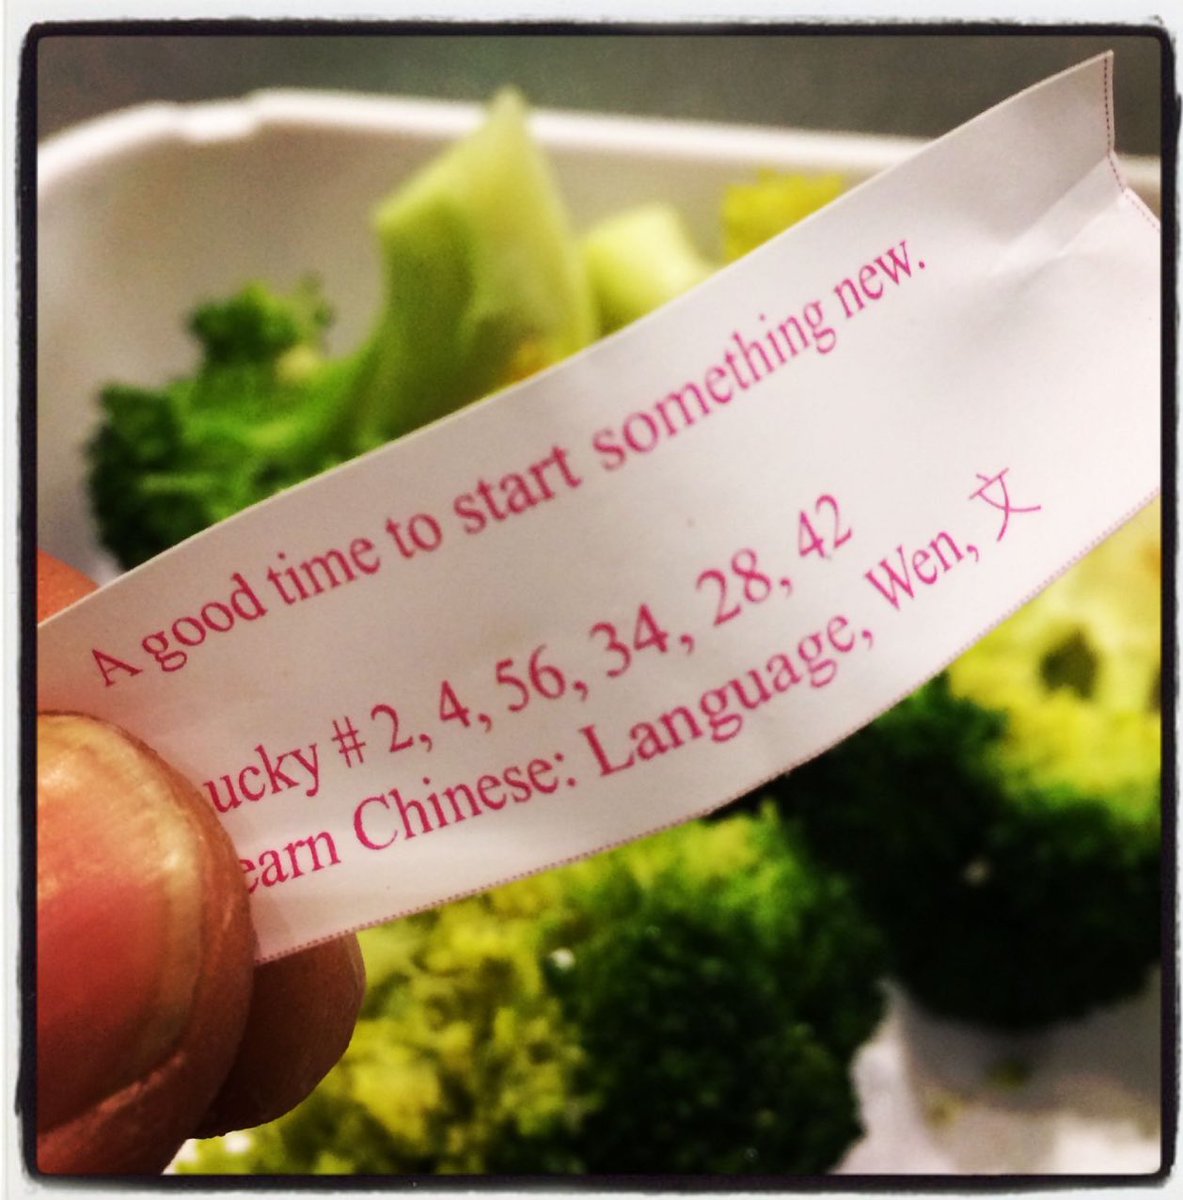 A good time to start something new.
ucky # 2, 4, 56, 34, 28, 42
earn Chinese: Language, Wen, 文